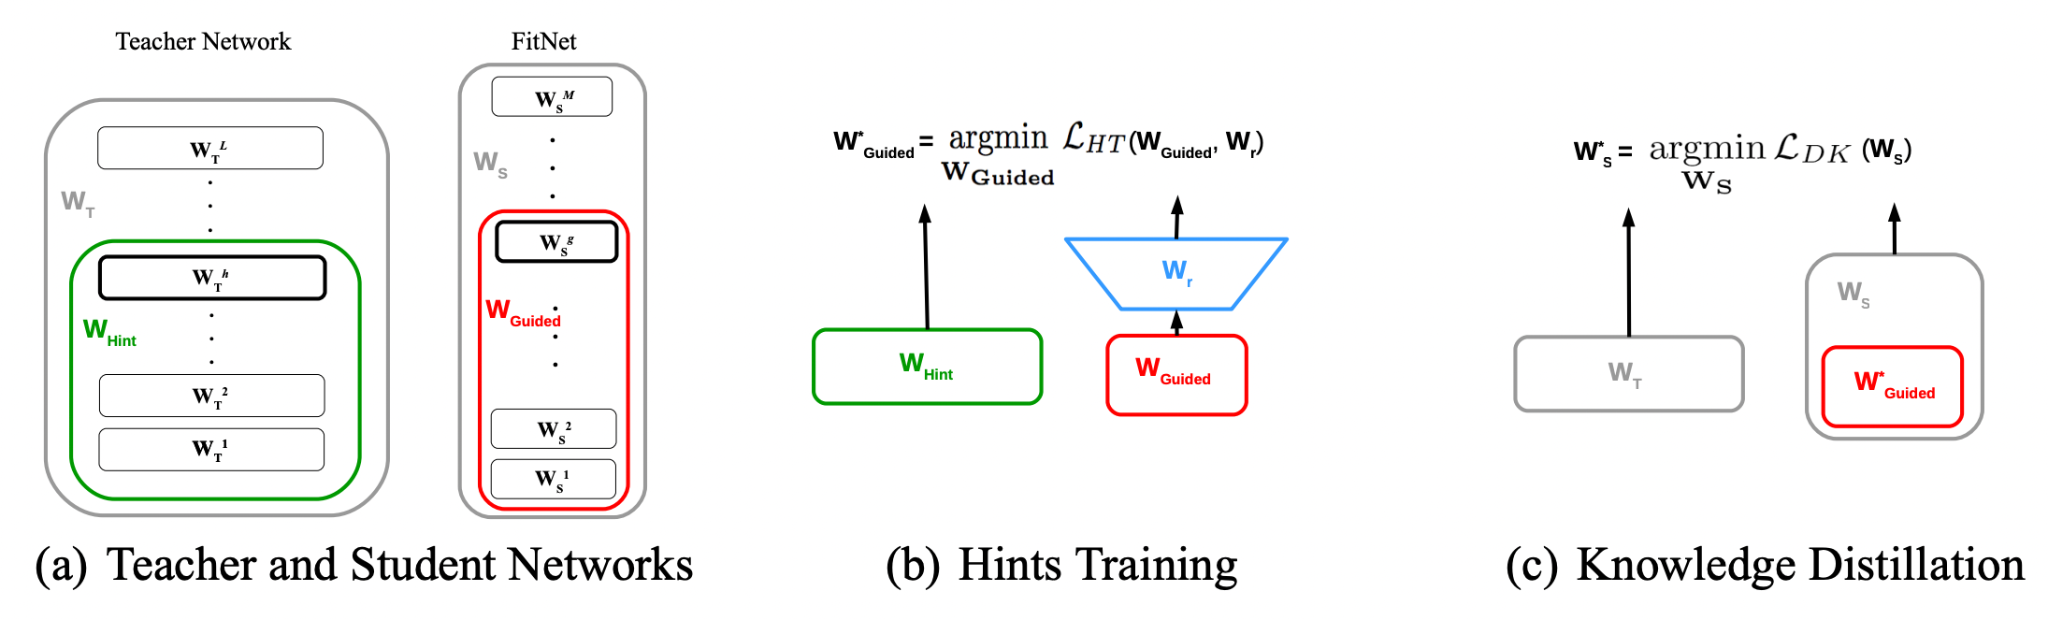 Teacher Network
W_T^L
W_T
W_T^h
W_Hint
W_T^2
W_T^1
FitNet
W_S^M
W_S
W_S^g
W_Guided
W_S^2
W_S^1
(a) Teacher and Student Networks
W*_Guided = argmin_{W_Guided} L_HT(W_Guided, W_r)
W_r
W_Hint
W_Guided
(b) Hints Training
W*_S = argmin_{W_S} L_DK (W_S)
W_S
W_T
W*_Guided
(c) Knowledge Distillation